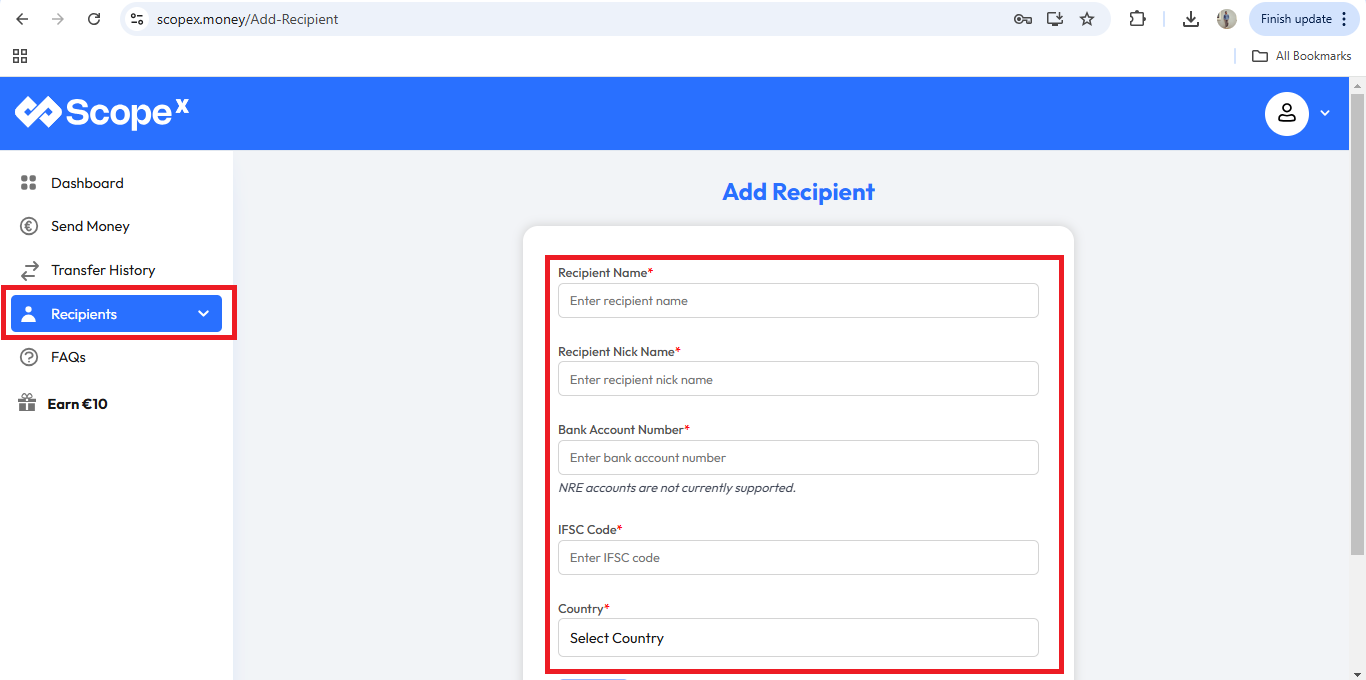 scopex.money/Add-Recipient
Finish update
All Bookmarks
ScopeX
Dashboard
Send Money
Transfer History
Recipients
FAQs
Earn €10
Add Recipient
Recipient Name*
Enter recipient name
Recipient Nick Name*
Enter recipient nick name
Bank Account Number*
Enter bank account number
NRE accounts are not currently supported.
IFSC Code*
Enter IFSC code
Country*
Select Country